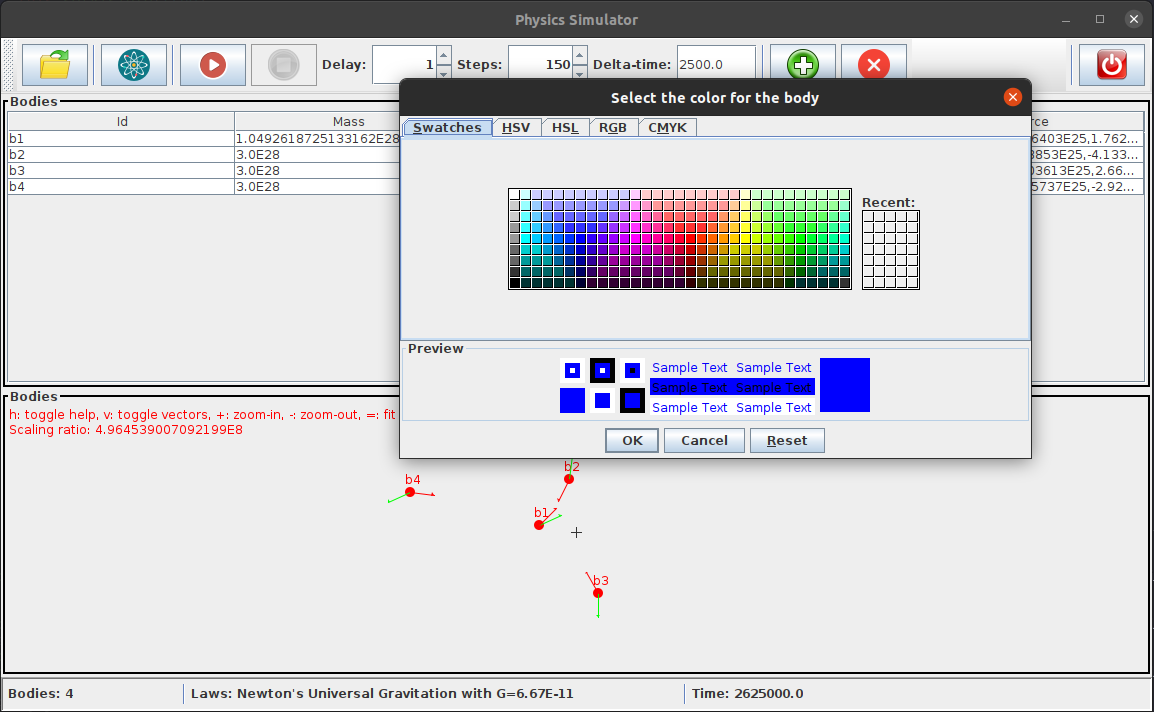 Physics Simulator
Delay: 1 Steps: 150 Delta-time: 2500.0
Bodies
Id Mass
b1 1.0492618725133162E28
b2 3.0E28
b3 3.0E28
b4 3.0E28
rce
6403E25,1.762...
3853E25,-4.133...
03613E25,2.66...
5737E25,-2.92...
Select the color for the body
Swatches HSV HSL RGB CMYK
Recent:
Preview
Sample Text Sample Text
Sample Text Sample Text
Sample Text Sample Text
OK Cancel Reset
Bodies
h: toggle help, v: toggle vectors, +: zoom-in, -: zoom-out, =: fit
Scaling ratio: 4.964539007092199E8
b2
b4
b1
b3
Bodies: 4 Laws: Newton's Universal Gravitation with G=6.67E-11 Time: 2625000.0